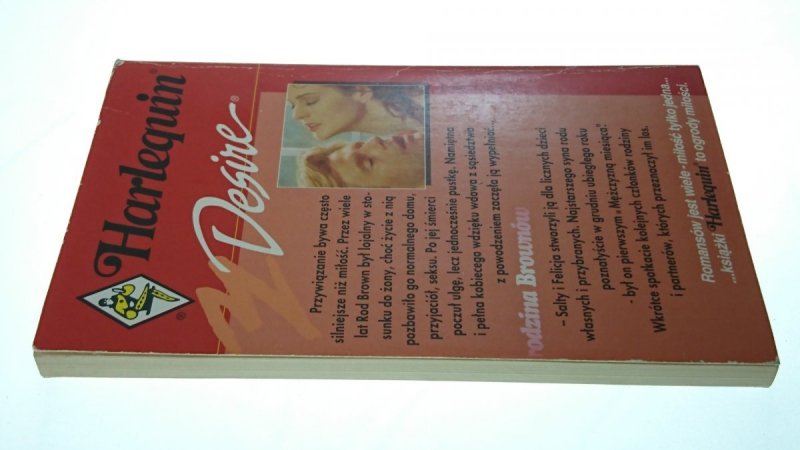 Harlequin®
Desire®
®
Przywiązanie bywa często
silniejsze niż miłość. Przez wiele
lat Rod Brown był lojalny w sto-
sunku do żony, choć życie z nią
pozbawiło go normalnego domu,
przyjaciół, seksu. Po jej śmierci
poczuł ulgę, lecz jednocześnie pustkę. Namiętna
i pełna kobiecego wdzięku wdowa z sąsiedztwa
z powodzeniem zaczęła ją wypełniać...
odzina Brownów
– Salty i Felicja stworzyli ją dla licznych dzieci
własnych i przybranych. Najstarszego syna rodu
poznałyście w grudniu ubiegłego roku
- był on pierwszym «Mężczyzną miesiąca».
Wkrótce spotkacie kolejnych członków rodziny
i partnerów, których przeznaczył im los.
Romansów jest wiele - miłość tylko jedna...
...książki Harlequin® to ogrody miłości.